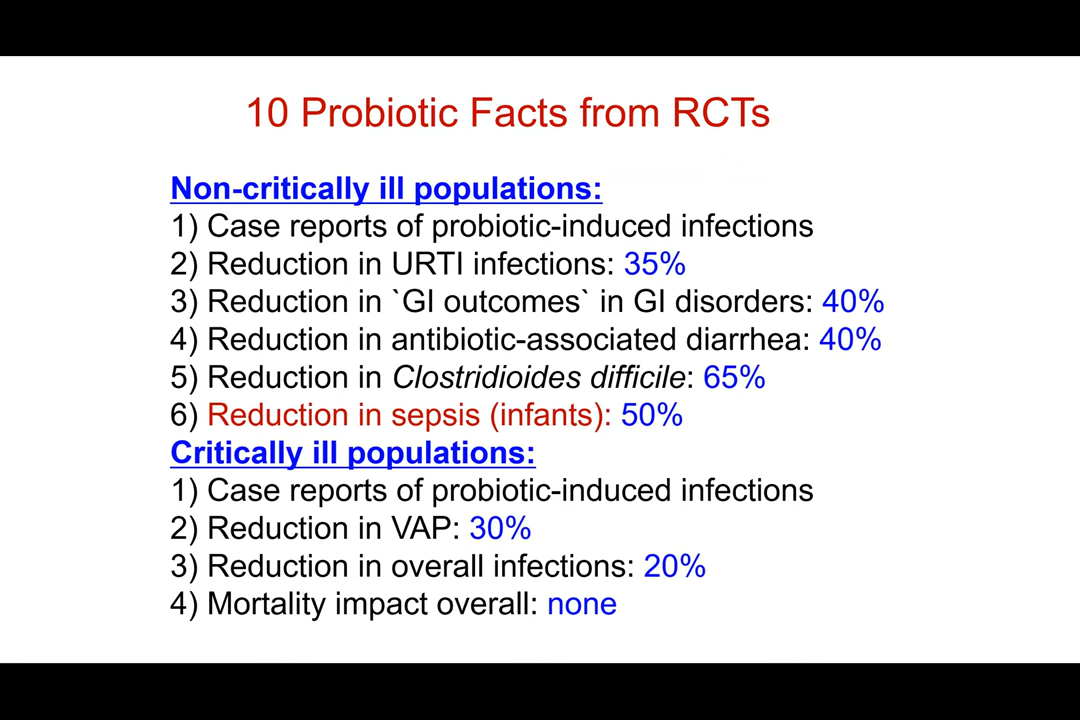 10 Probiotic Facts from RCTs
Non-critically ill populations:
1) Case reports of probiotic-induced infections
2) Reduction in URTI infections: 35%
3) Reduction in `GI outcomes` in GI disorders: 40%
4) Reduction in antibiotic-associated diarrhea: 40%
5) Reduction in Clostridioides difficile: 65%
6) Reduction in sepsis (infants): 50%
Critically ill populations:
1) Case reports of probiotic-induced infections
2) Reduction in VAP: 30%
3) Reduction in overall infections: 20%
4) Mortality impact overall: none